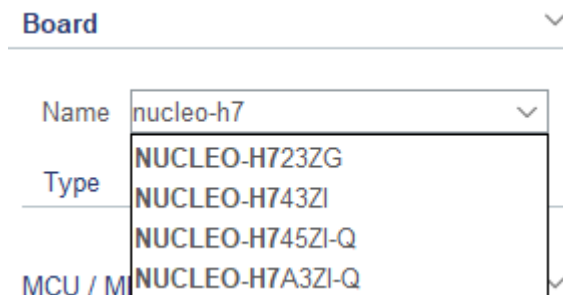 Board
Name nucleo-h7
NUCLEO-H723ZG
Type
NUCLEO-H743ZI
NUCLEO-H745ZI-Q
MCU / M
NUCLEO-H7A3ZI-Q